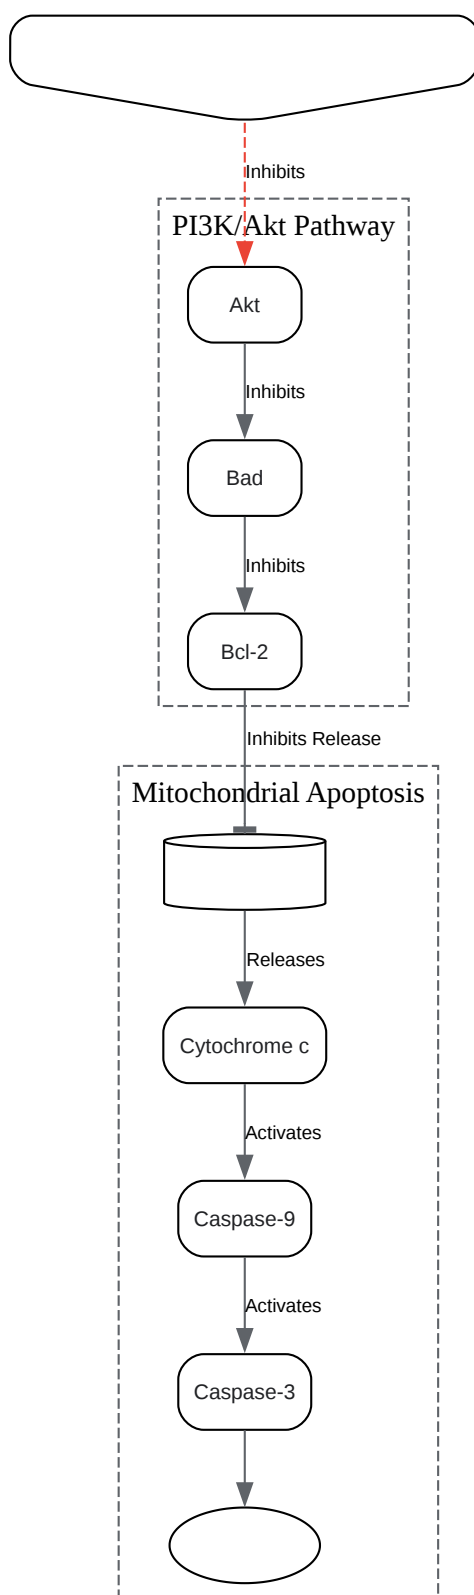 Inhibits
PI3K/Akt Pathway
Akt
Inhibits
Bad
Inhibits
Bcl-2
Inhibits Release
Mitochondrial Apoptosis
Releases
Cytochrome c
Activates
Caspase-9
Activates
Caspase-3